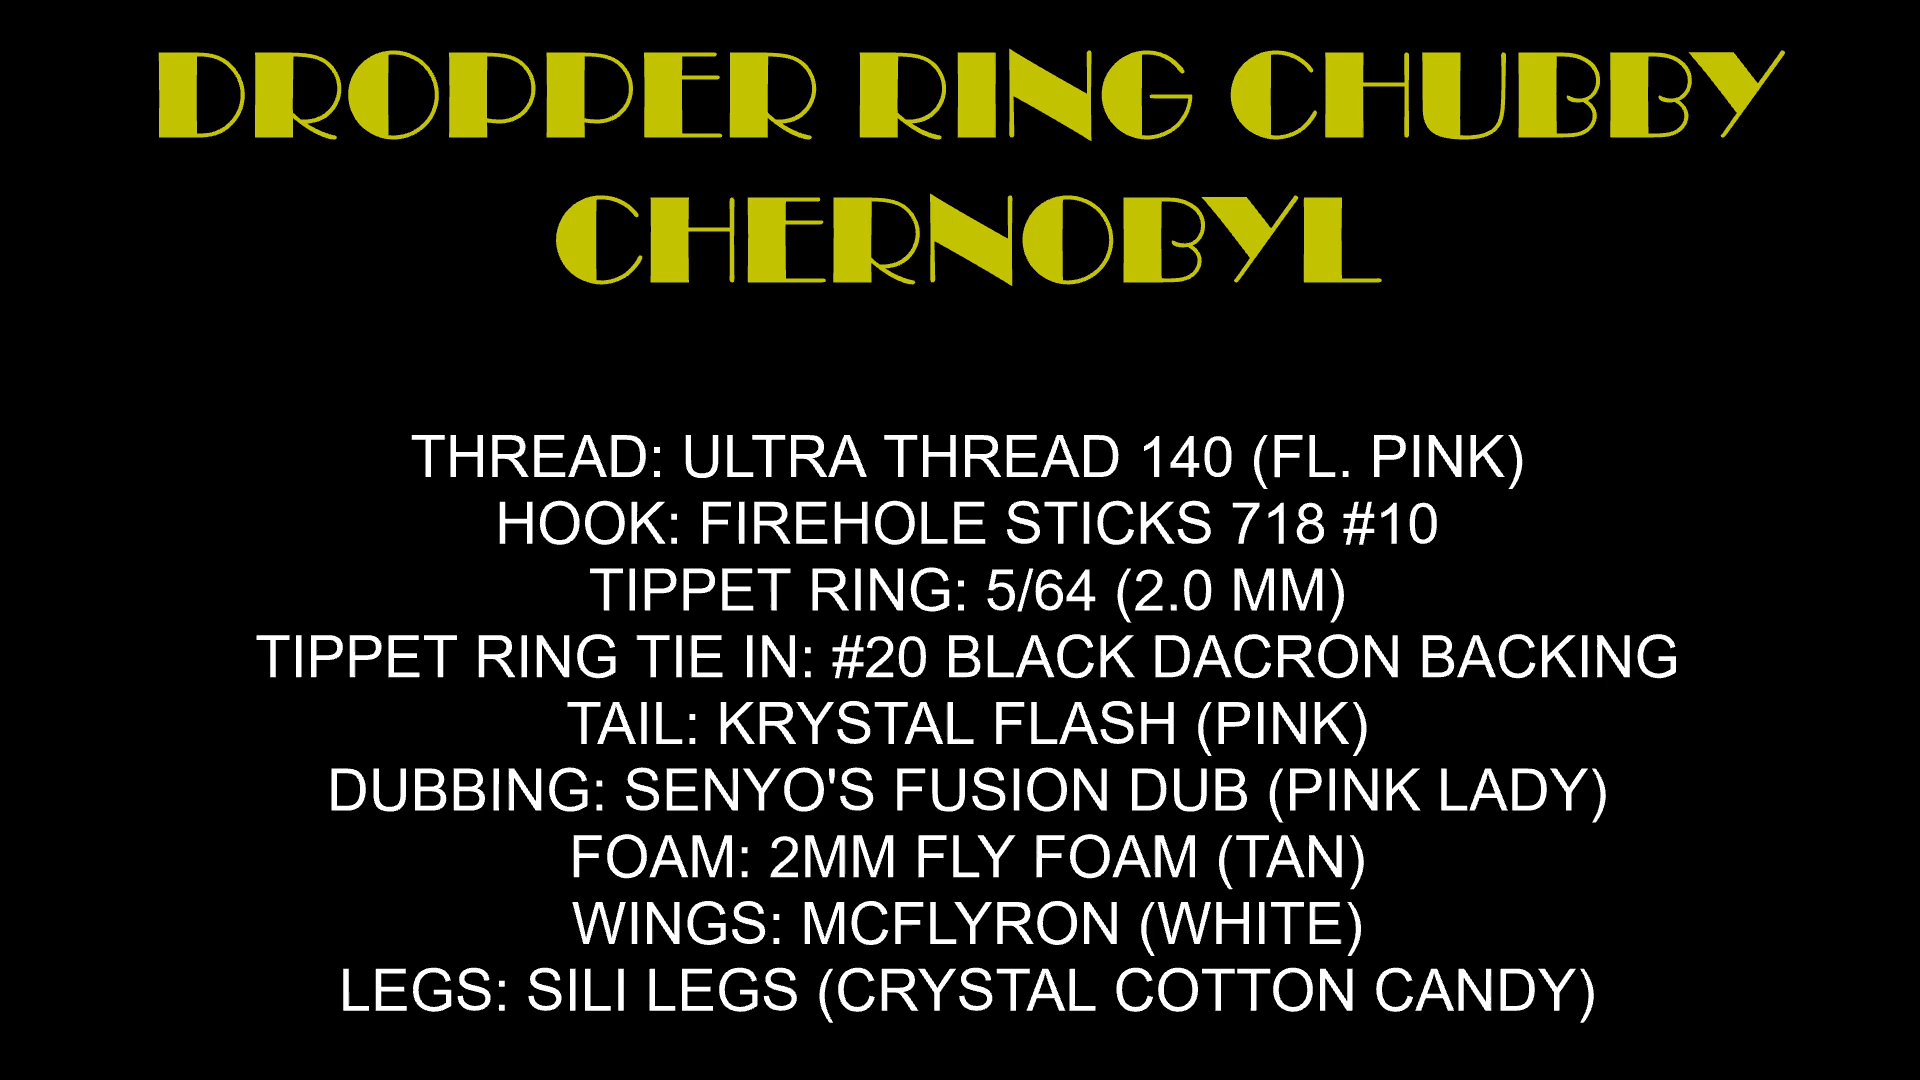 DROPPER RING CHUBBY
CHERNOBYL
THREAD: ULTRA THREAD 140 (FL. PINK)
HOOK: FIREHOLE STICKS 718 #10
TIPPET RING: 5/64 (2.0 MM)
TIPPET RING TIE IN: #20 BLACK DACRON BACKING
TAIL: KRYSTAL FLASH (PINK)
DUBBING: SENYO'S FUSION DUB (PINK LADY)
FOAM: 2MM FLY FOAM (TAN)
WINGS: MCFLYRON (WHITE)
LEGS: SILI LEGS (CRYSTAL COTTON CANDY)